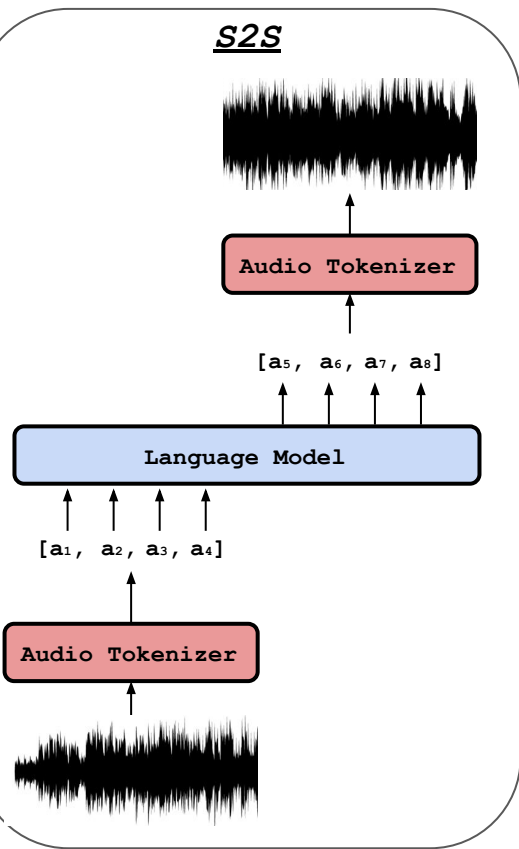 S2S
Audio Tokenizer
[a₅, a₆, a₇, a₈]
Language Model
[a₁, a₂, a₃, a₄]
Audio Tokenizer